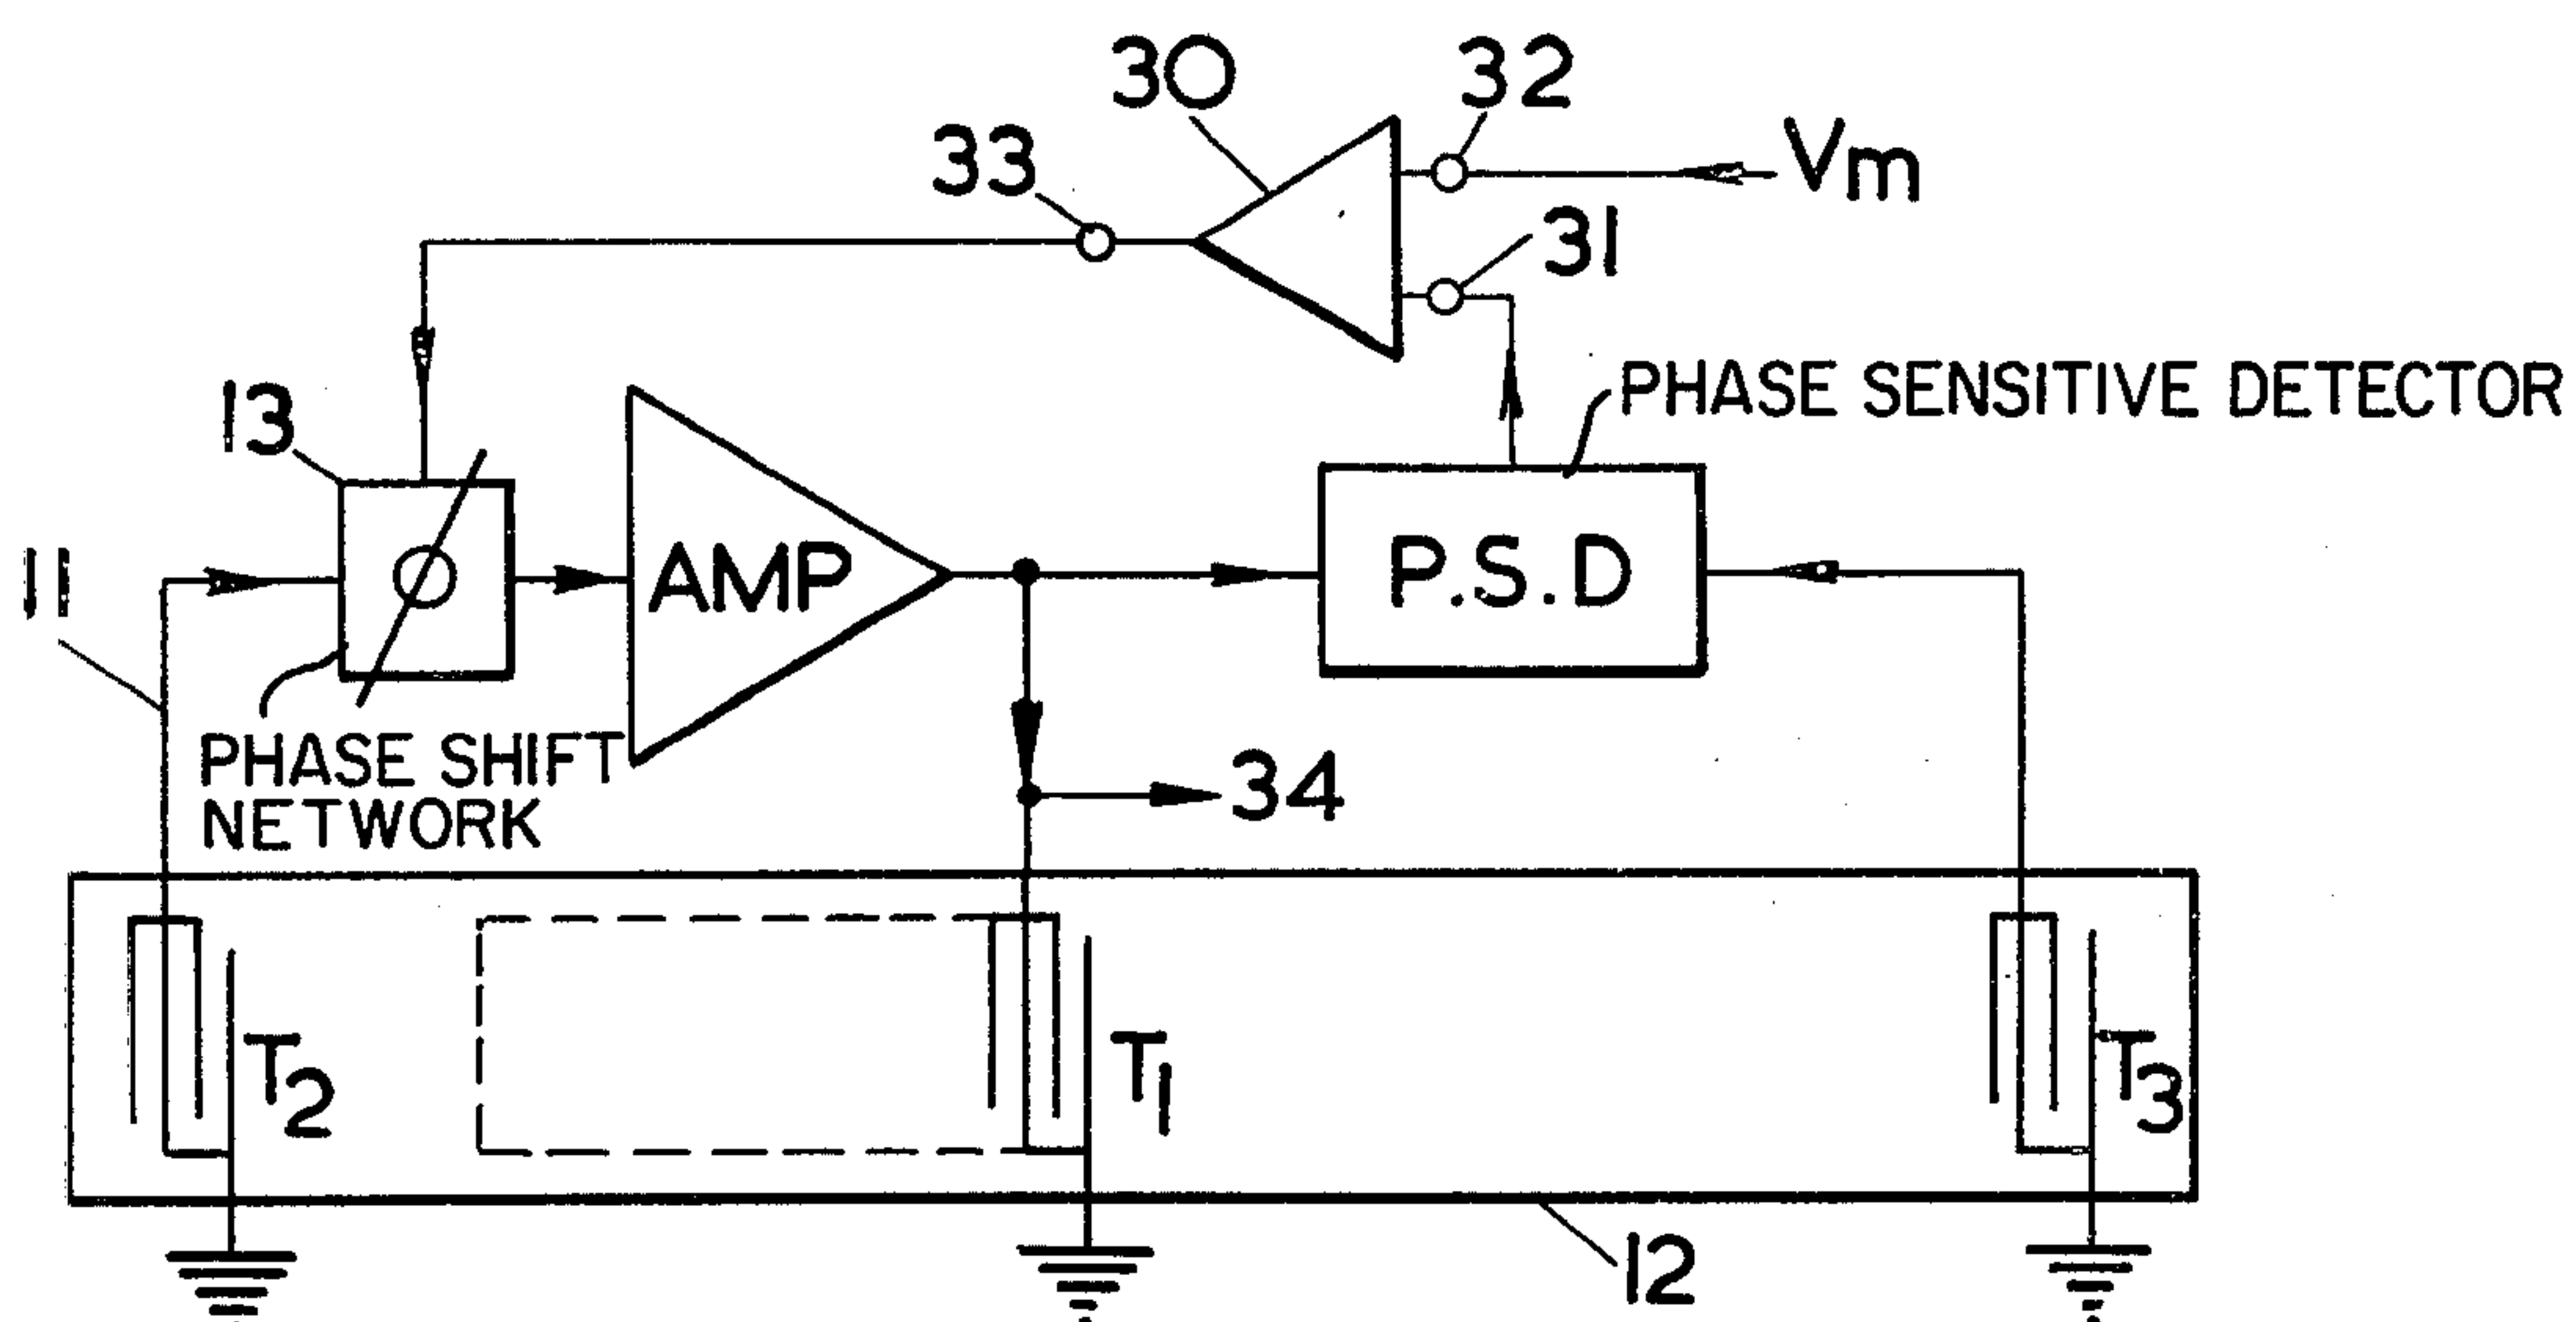 30
32
33
Vm
31
13
PHASE SENSITIVE DETECTOR
11
AMP
P.S.D
PHASE SHIFT
NETWORK
34
T2
T1
T3
12